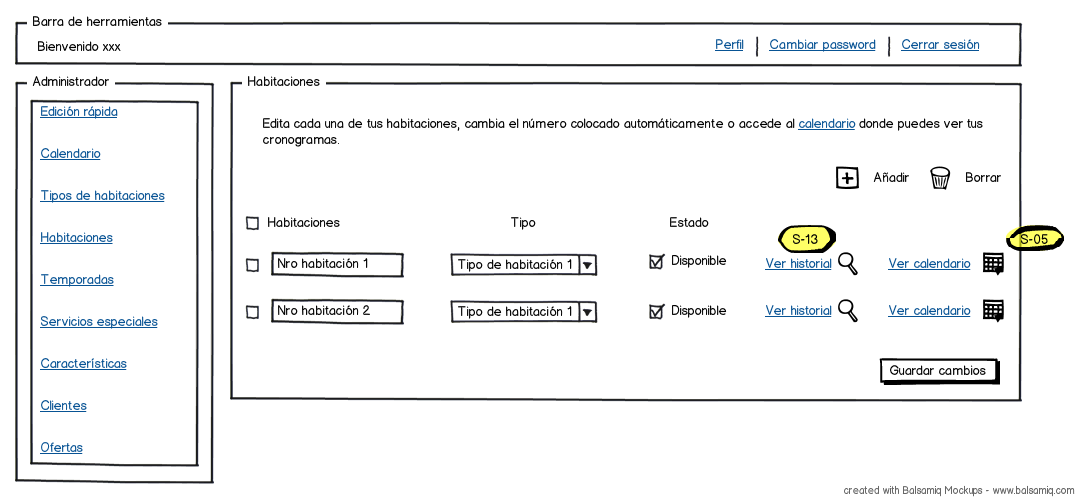 Barra de herramientas
Bienvenido xxx
Perfil
Cambiar password
Cerrar sesión
Administrador
Edición rápida
Calendario
Tipos de habitaciones
Habitaciones
Temporadas
Servicios especiales
Características
Clientes
Ofertas
Habitaciones
Edita cada una de tus habitaciones, cambia el número colocado automáticamente o accede al calendario donde puedes ver tus
cronogramas.
Añadir
Borrar
Habitaciones
Tipo
Estado
S-13
S-05
Nro habitación 1
Tipo de habitación 1
Disponible
Ver historial
Ver calendario
Nro habitación 2
Tipo de habitación 1
Disponible
Ver historial
Ver calendario
Guardar cambios
created with Balsamiq Mockups - www.balsamiq.com